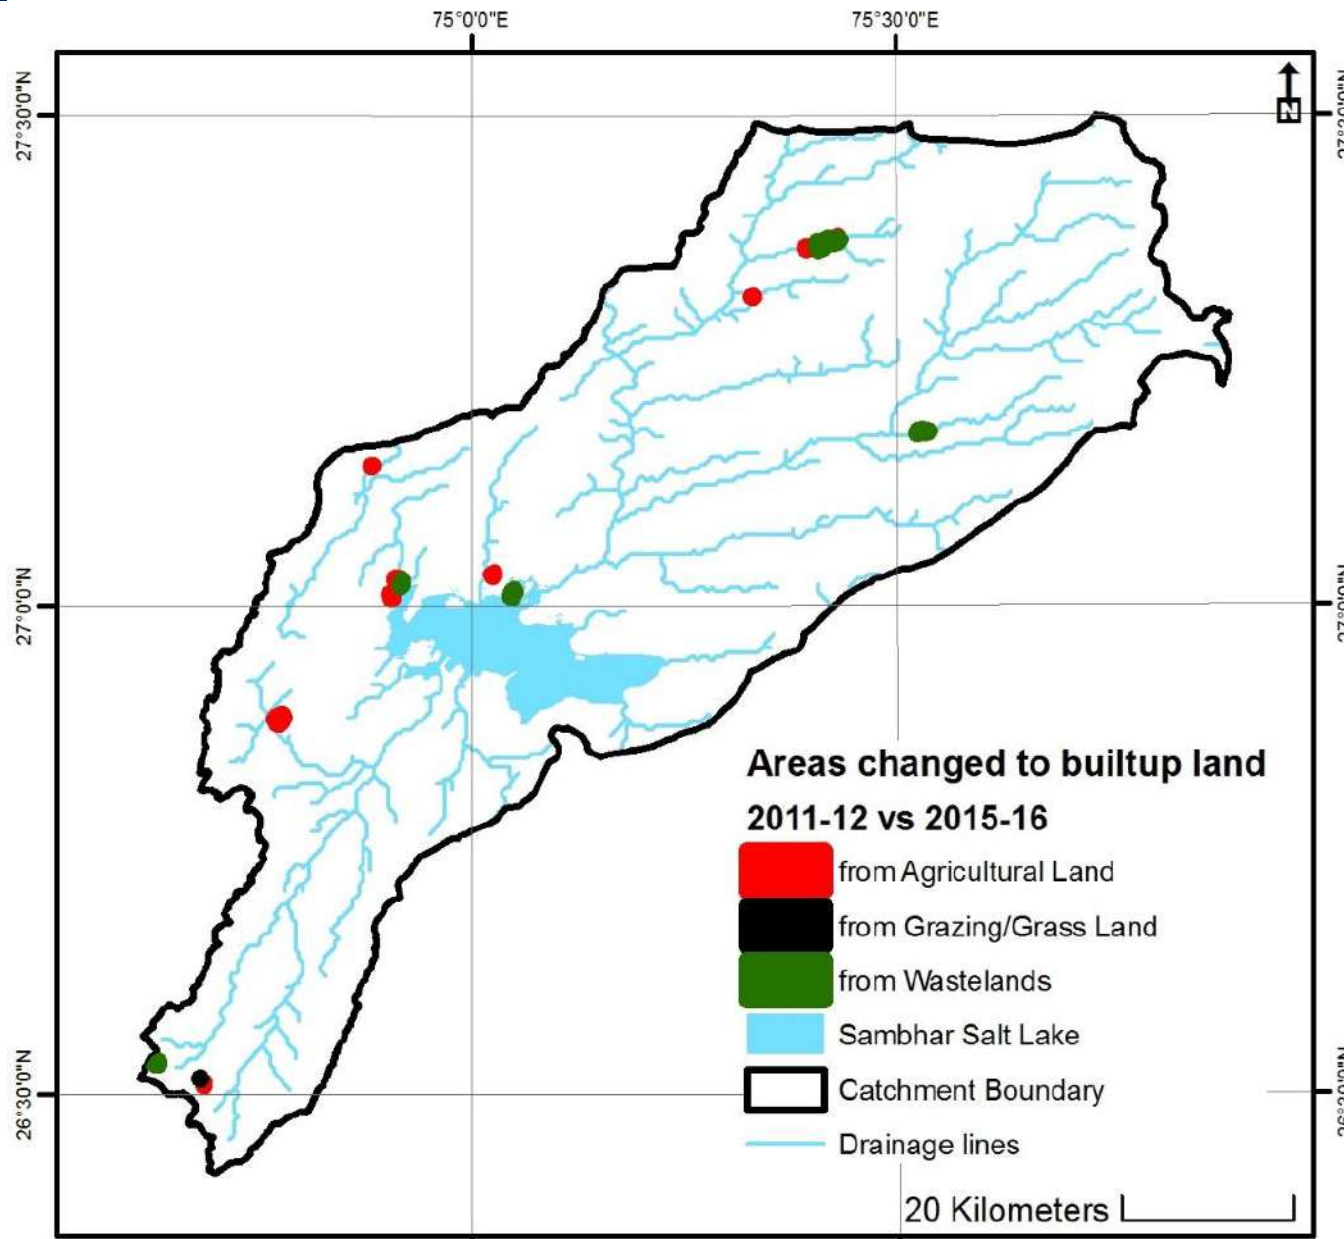 75°0'0"E
75°30'0"E
27°30'0"N
N
27°0'0"N
26°30'0"N
Areas changed to builtup land
2011-12 vs 2015-16
from Agricultural Land
from Grazing/Grass Land
from Wastelands
Sambhar Salt Lake
Catchment Boundary
Drainage lines
20 Kilometers